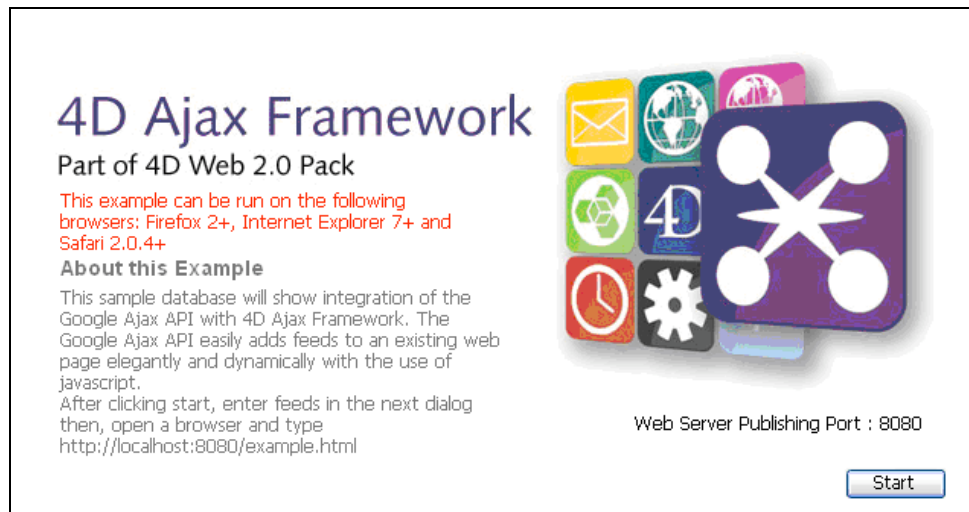 4D Ajax Framework
Part of 4D Web 2.0 Pack
This example can be run on the following
browsers: Firefox 2+, Internet Explorer 7+ and
Safari 2.0.4+
About this Example
This sample database will show integration of the
Google Ajax API with 4D Ajax Framework. The
Google Ajax API easily adds feeds to an existing web
page elegantly and dynamically with the use of
javascript.
After clicking start, enter feeds in the next dialog
then, open a browser and type
http://localhost:8080/example.html
4D
Web Server Publishing Port : 8080
Start